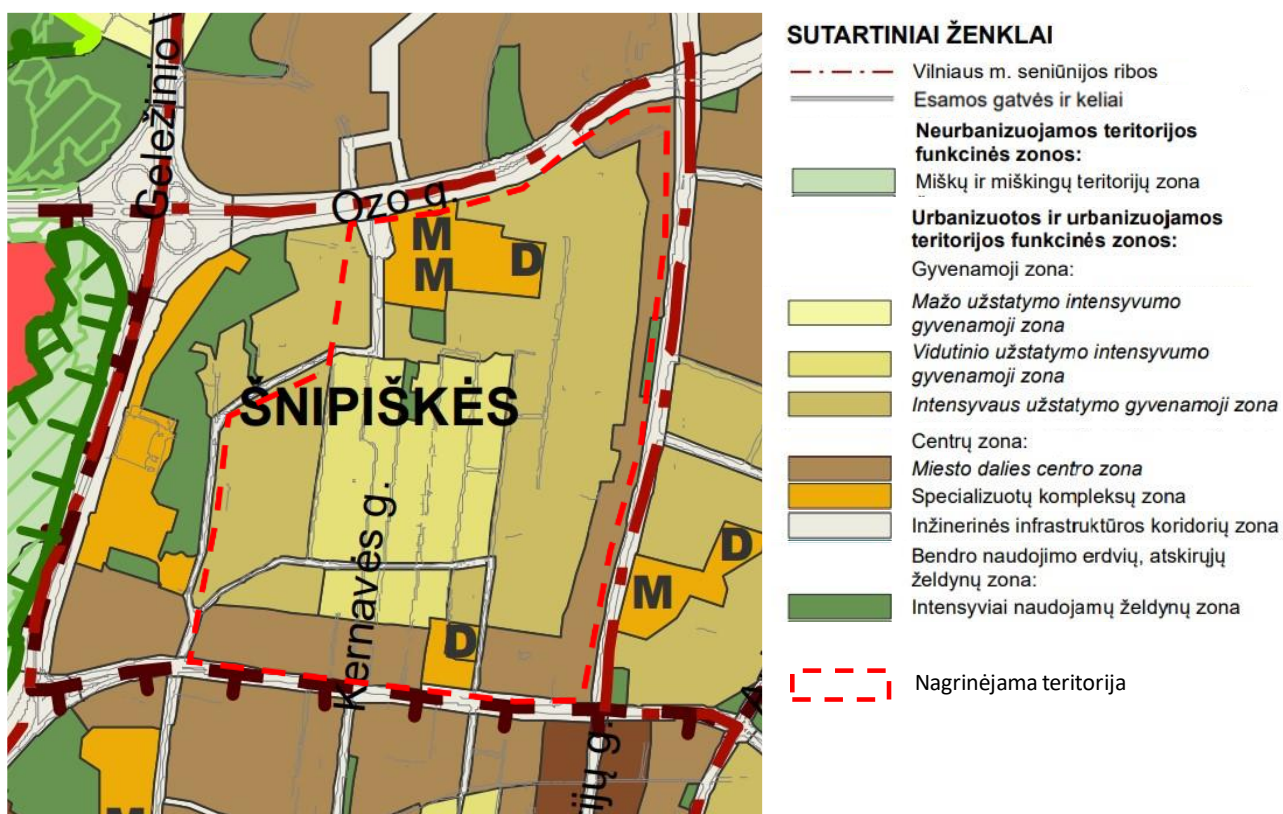 Geležinio
Ozo g.
M
M
D
ŠNIPIŠKĖS
Kernavės g.
D
D
M
ijų g.
SUTARTINIAI ŽENKLAI
Vilniaus m. seniūnijos ribos
Esamos gatvės ir keliai
Neurbanizuojamos teritorijos
funkcinės zonos:
Miškų ir miškingų teritorijų zona
Urbanizuotos ir urbanizuojamos
teritorijos funkcinės zonos:
Gyvenamoji zona:
Mažo užstatymo intensyvumo
gyvenamoji zona
Vidutinio užstatymo intensyvumo
gyvenamoji zona
Intensyvaus užstatymo gyvenamoji zona
Centrų zona:
Miesto dalies centro zona
Specializuotų kompleksų zona
Inžinerinės infrastruktūros koridorių zona
Bendro naudojimo erdvių, atskirųjų
želdynų zona:
Intensyviai naudojamų želdynų zona
Nagrinėjama teritorija